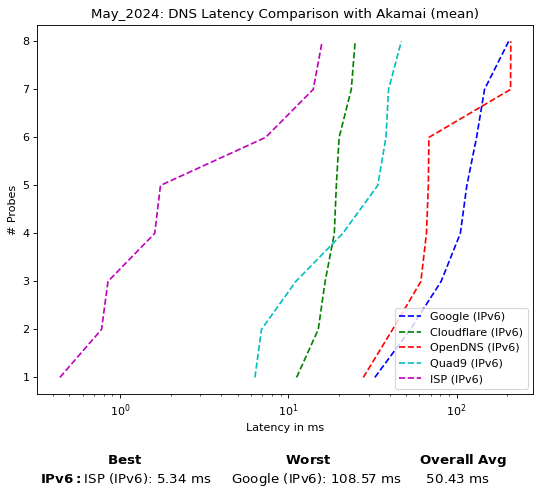 May_2024: DNS Latency Comparison with Akamai (mean)
8
7
6
5
4
3
2
1
# Probes
Google (IPv6)
Cloudflare (IPv6)
OpenDNS (IPv6)
Quad9 (IPv6)
ISP (IPv6)
10⁰ 10¹ 10²
Latency in ms
Best Worst Overall Avg
IPv6: ISP (IPv6): 5.34 ms Google (IPv6): 108.57 ms 50.43 ms